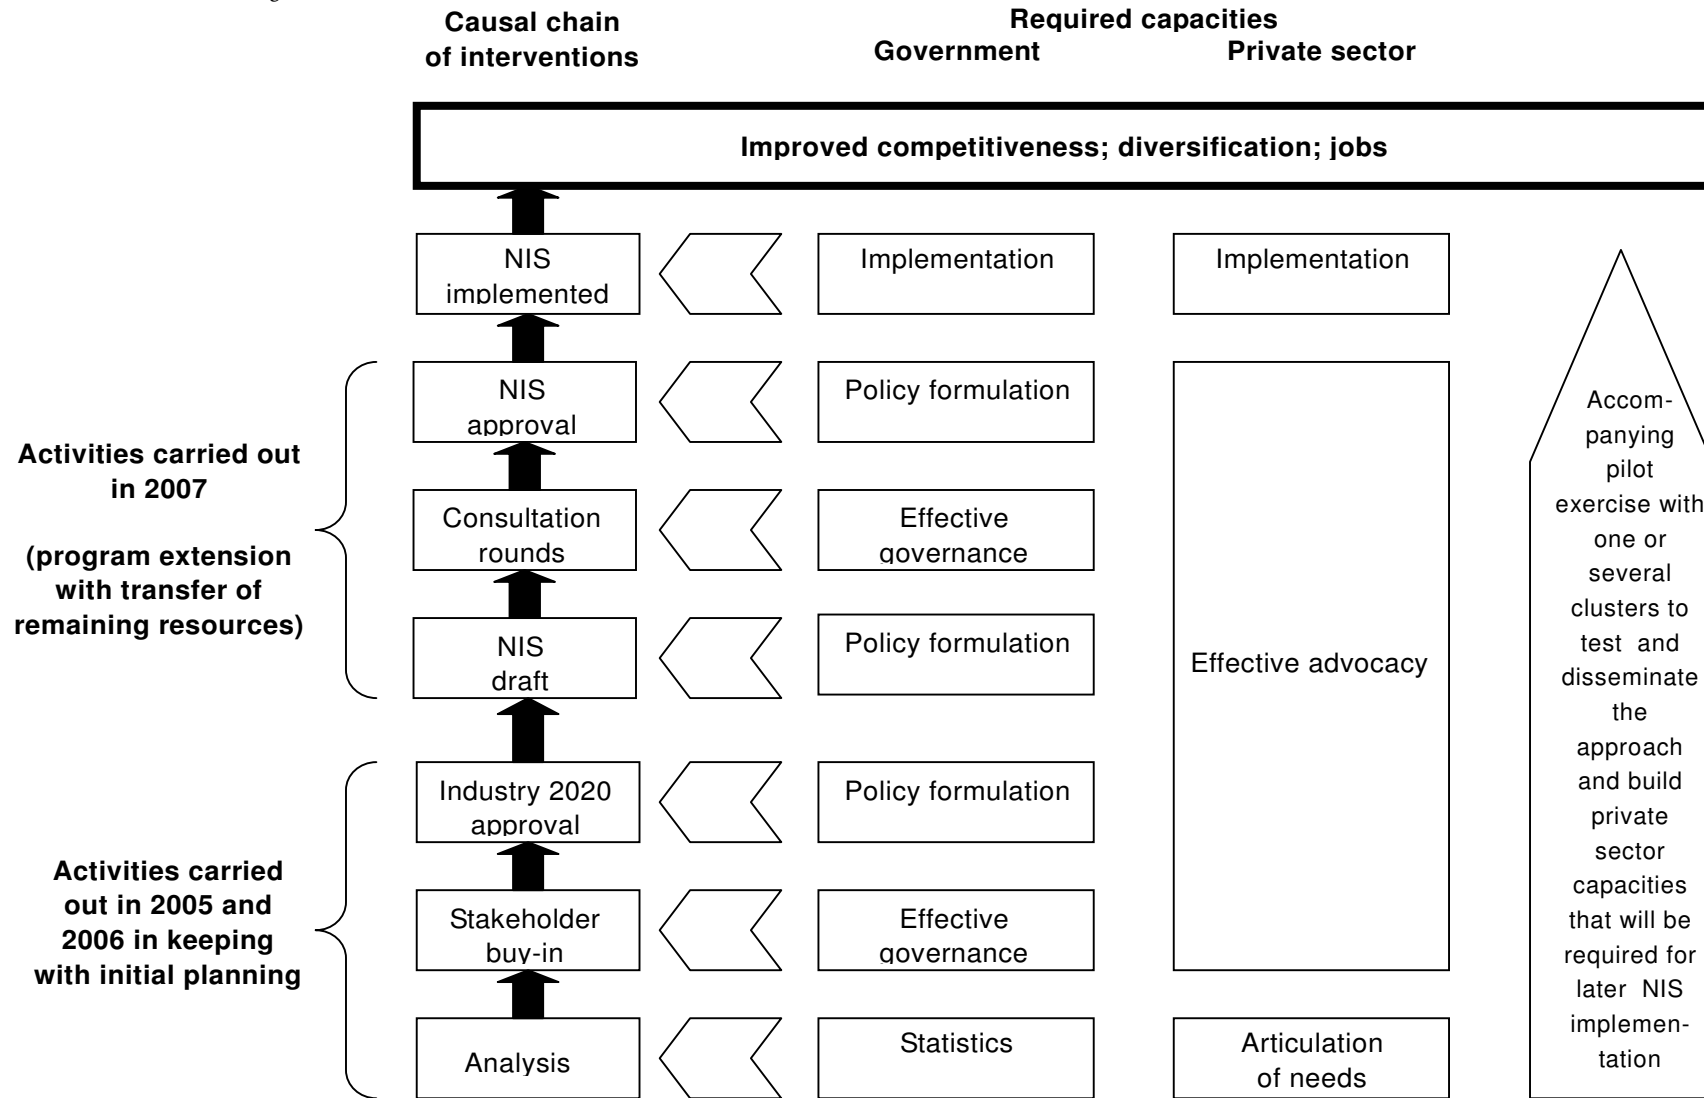 Causal chain
of interventions
Required capacities
Government
Private sector
Improved competitiveness; diversification; jobs
NIS
implemented
Implementation
Implementation
NIS
approval
Policy formulation
Consultation
rounds
Effective
governance
NIS
draft
Policy formulation
Effective advocacy
Industry 2020
approval
Policy formulation
Stakeholder
buy-in
Effective
governance
Analysis
Statistics
Articulation
of needs
Activities carried out
in 2007
(program extension
with transfer of
remaining resources)
Activities carried
out in 2005 and
2006 in keeping
with initial planning
Accom-
panying
pilot
exercise with
one or
several
clusters to
test and
disseminate
the
approach
and build
private
sector
capacities
that will be
required for
later NIS
implemen-
tation